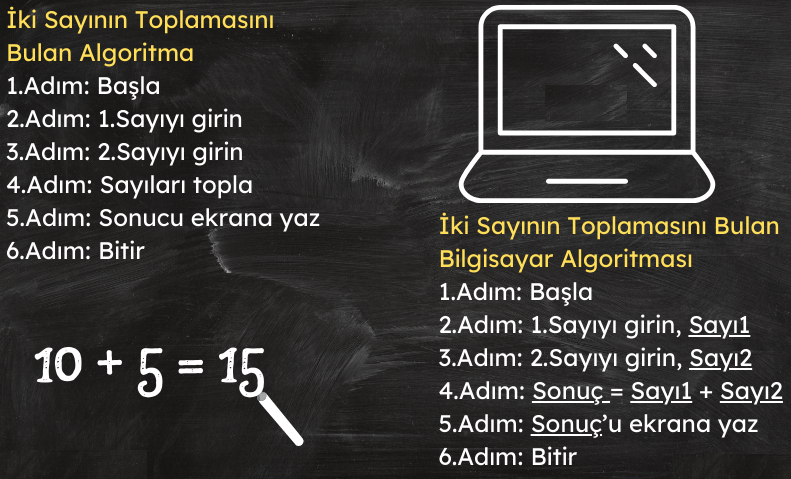 İki Sayının Toplamasını
Bulan Algoritma
1.Adım: Başla
2.Adım: 1.Sayıyı girin
3.Adım: 2.Sayıyı girin
4.Adım: Sayıları topla
5.Adım: Sonucu ekrana yaz
6.Adım: Bitir
10 + 5 = 15
İki Sayının Toplamasını Bulan
Bilgisayar Algoritması
1.Adım: Başla
2.Adım: 1.Sayıyı girin, Sayı1
3.Adım: 2.Sayıyı girin, Sayı2
4.Adım: Sonuç = Sayı1 + Sayı2
5.Adım: Sonuç'u ekrana yaz
6.Adım: Bitir